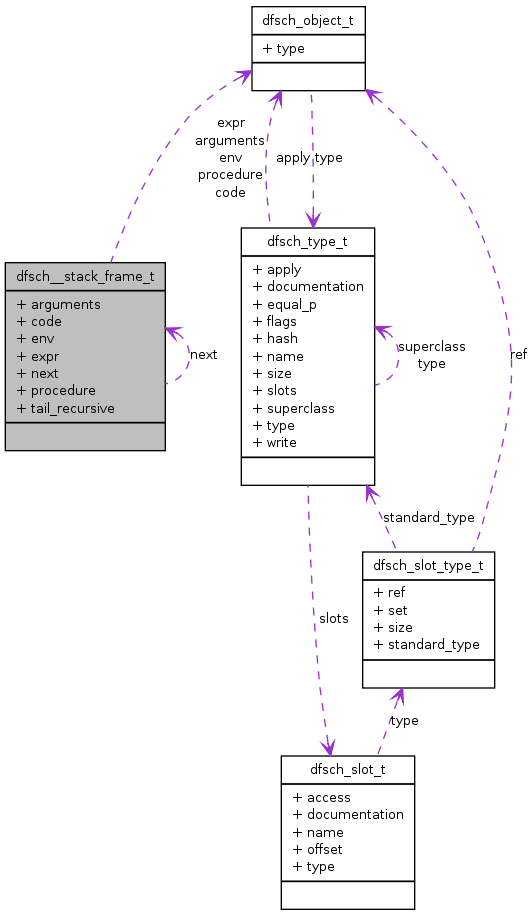 dfsch_object_t
+ type
expr
arguments
env
procedure
code
apply type
dfsch__stack_frame_t
+ arguments
+ code
+ env
+ expr
+ next
+ procedure
+ tail_recursive
next
dfsch_type_t
+ apply
+ documentation
+ equal_p
+ flags
+ hash
+ name
+ size
+ slots
+ superclass
+ type
+ write
superclass
type
ref
standard_type
dfsch_slot_type_t
+ ref
+ set
+ size
+ standard_type
slots
type
dfsch_slot_t
+ access
+ documentation
+ name
+ offset
+ type